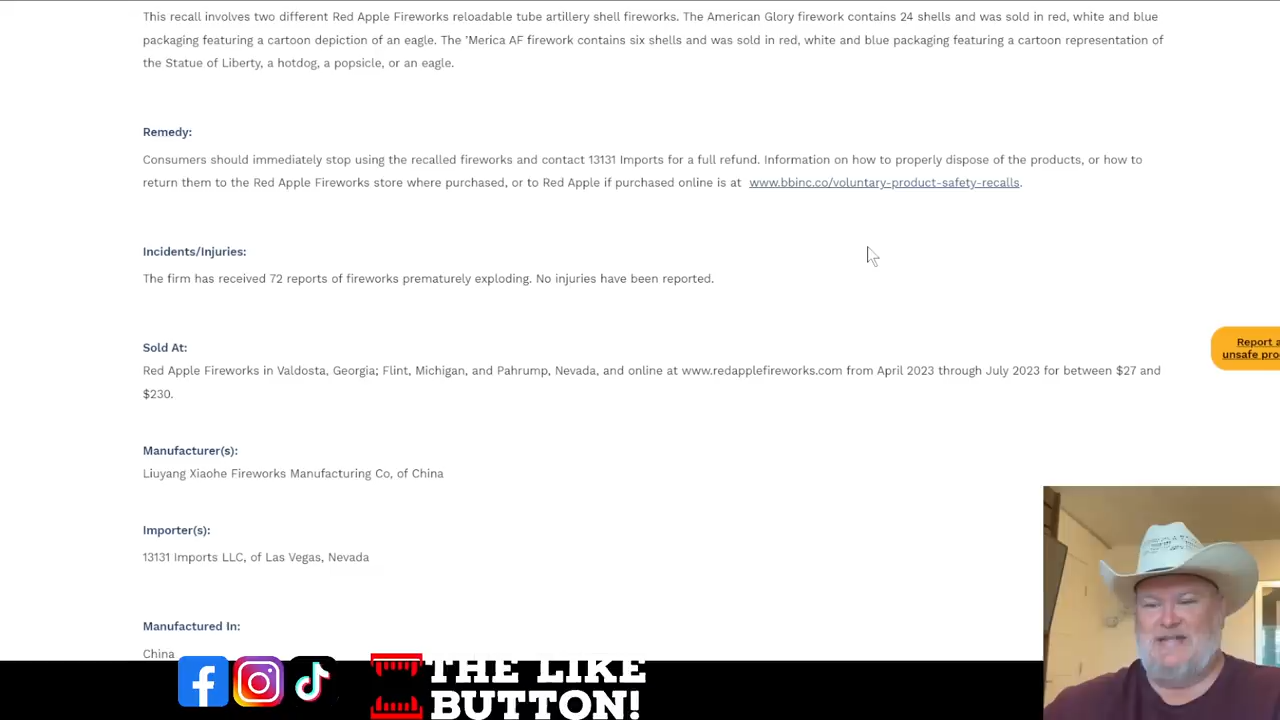 This recall involves two different Red Apple Fireworks reloadable tube artillery shell fireworks. The American Glory firework contains 24 shells and was sold in red, white and blue
packaging featuring a cartoon depiction of an eagle. The 'Merica AF firework contains six shells and was sold in red, white and blue packaging featuring a cartoon representation of
the Statue of Liberty, a hotdog, a popsicle, or an eagle.
Remedy:
Consumers should immediately stop using the recalled fireworks and contact 13131 Imports for a full refund. Information on how to properly dispose of the products, or how to
return them to the Red Apple Fireworks store where purchased, or to Red Apple if purchased online is at www.bbinc.co/voluntary-product-safety-recalls.
Incidents/Injuries:
The firm has received 72 reports of fireworks prematurely exploding. No injuries have been reported.
Report a
unsafe pro
Sold At:
Red Apple Fireworks in Valdosta, Georgia; Flint, Michigan, and Pahrump, Nevada, and online at www.redapplefireworks.com from April 2023 through July 2023 for between $27 and
$230.
Manufacturer(s):
Liuyang Xiaohe Fireworks Manufacturing Co, of China
Importer(s):
13131 Imports LLC, of Las Vegas, Nevada
Manufactured In:
China
THE LIKE
BUTTON!